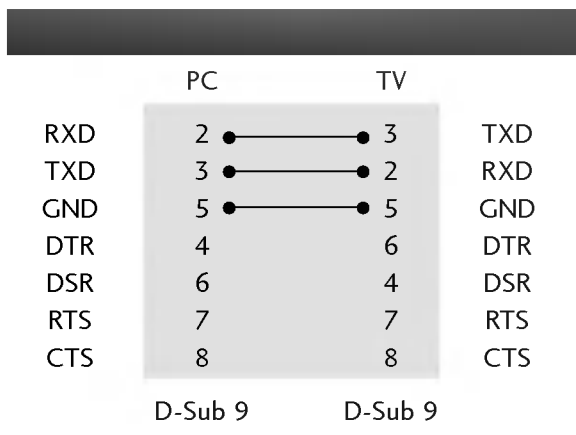 PC TV
RXD 2 3 TXD
TXD 3 2 RXD
GND 5 5 GND
DTR 4 6 DTR
DSR 6 4 DSR
RTS 7 7 RTS
CTS 8 8 CTS
D-Sub 9 D-Sub 9